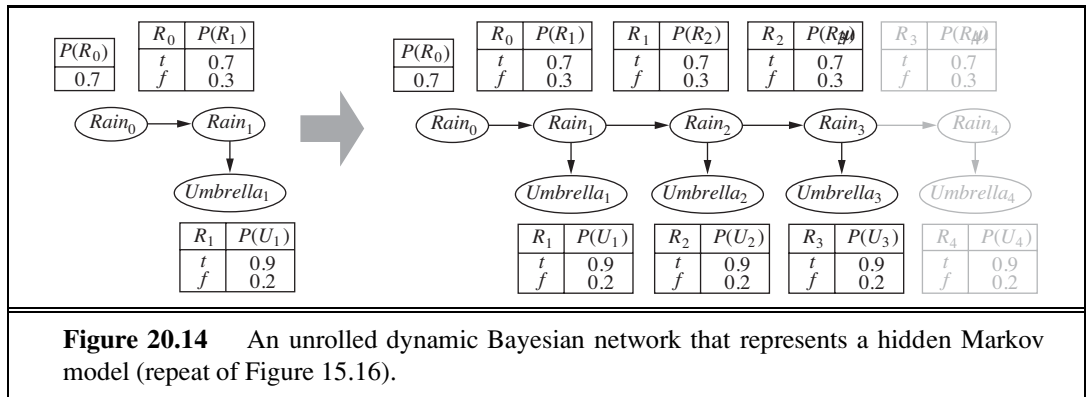 P(R0)
0.7
R0 P(R1)
t 0.7
f 0.3
Rain0 Rain1
Umbrella1
R1 P(U1)
t 0.9
f 0.2
P(R0)
0.7
R0 P(R1)
t 0.7
f 0.3
R1 P(R2)
t 0.7
f 0.3
R2
t 0.7
f 0.3
R3
t 0.7
f 0.3
Rain0 Rain1 Rain2 Rain3 Rain4
Umbrella1 Umbrella2 Umbrella3 Umbrella4
R1 P(U1)
t 0.9
f 0.2
R2 P(U2)
t 0.9
f 0.2
R3 P(U3)
t 0.9
f 0.2
R4 P(U4)
t 0.9
f 0.2
Figure 20.14 An unrolled dynamic Bayesian network that represents a hidden Markov
model (repeat of Figure 15.16).